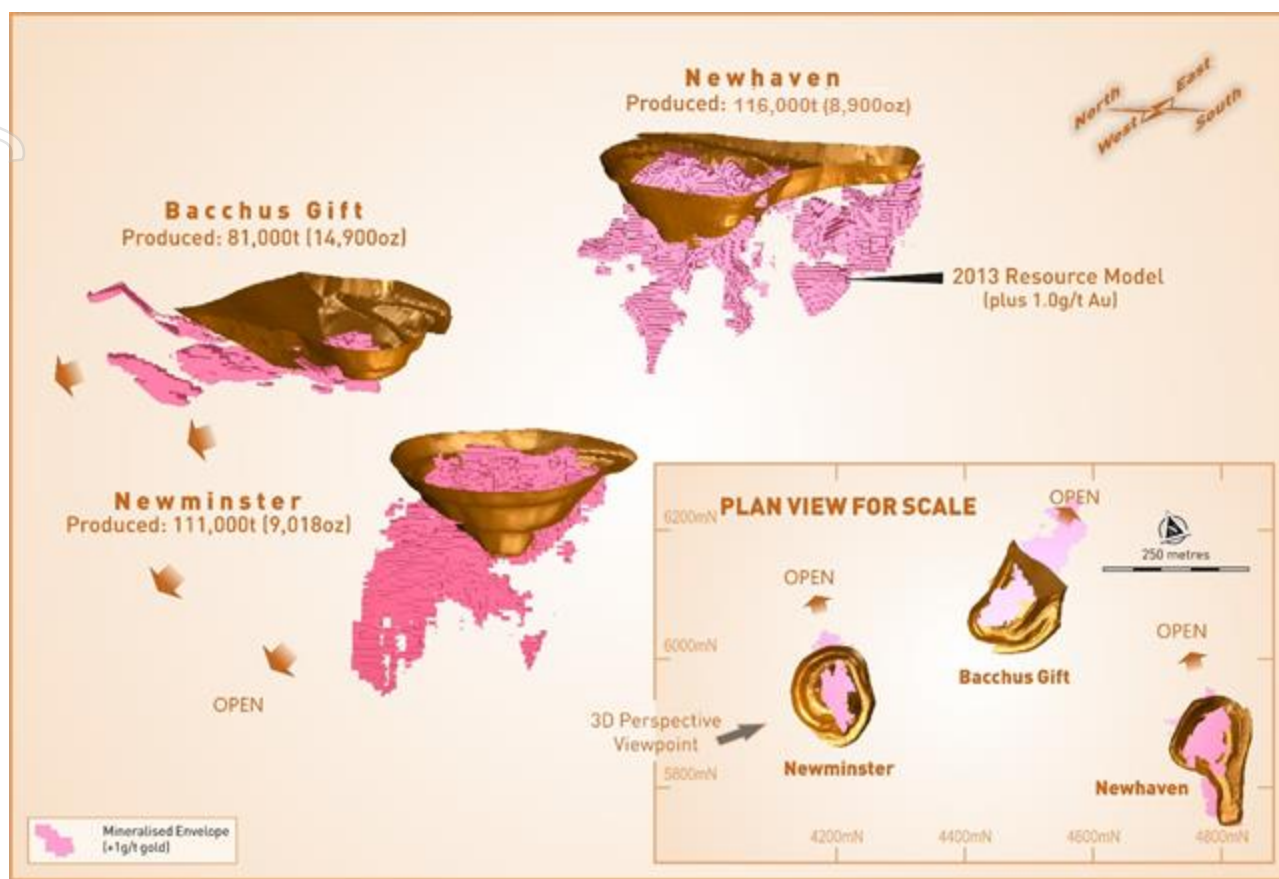 Newhaven
Produced: 116,000t (8,900oz)
North
East
West
South
Bacchus Gift
Produced: 81,000t (14,900oz)
2013 Resource Model
(plus 1.0g/t Au)
Newminster
Produced: 111,000t (9,018oz)
OPEN
Mineralised Envelope
(+1g/t gold)
PLAN VIEW FOR SCALE
6200mN
OPEN
250 metres
OPEN
6000mN
OPEN
Bacchus Gift
3D Perspective
Viewpoint
Newminster
5800mN
Newhaven
4200mN
4400mN
4600mN
4800mN